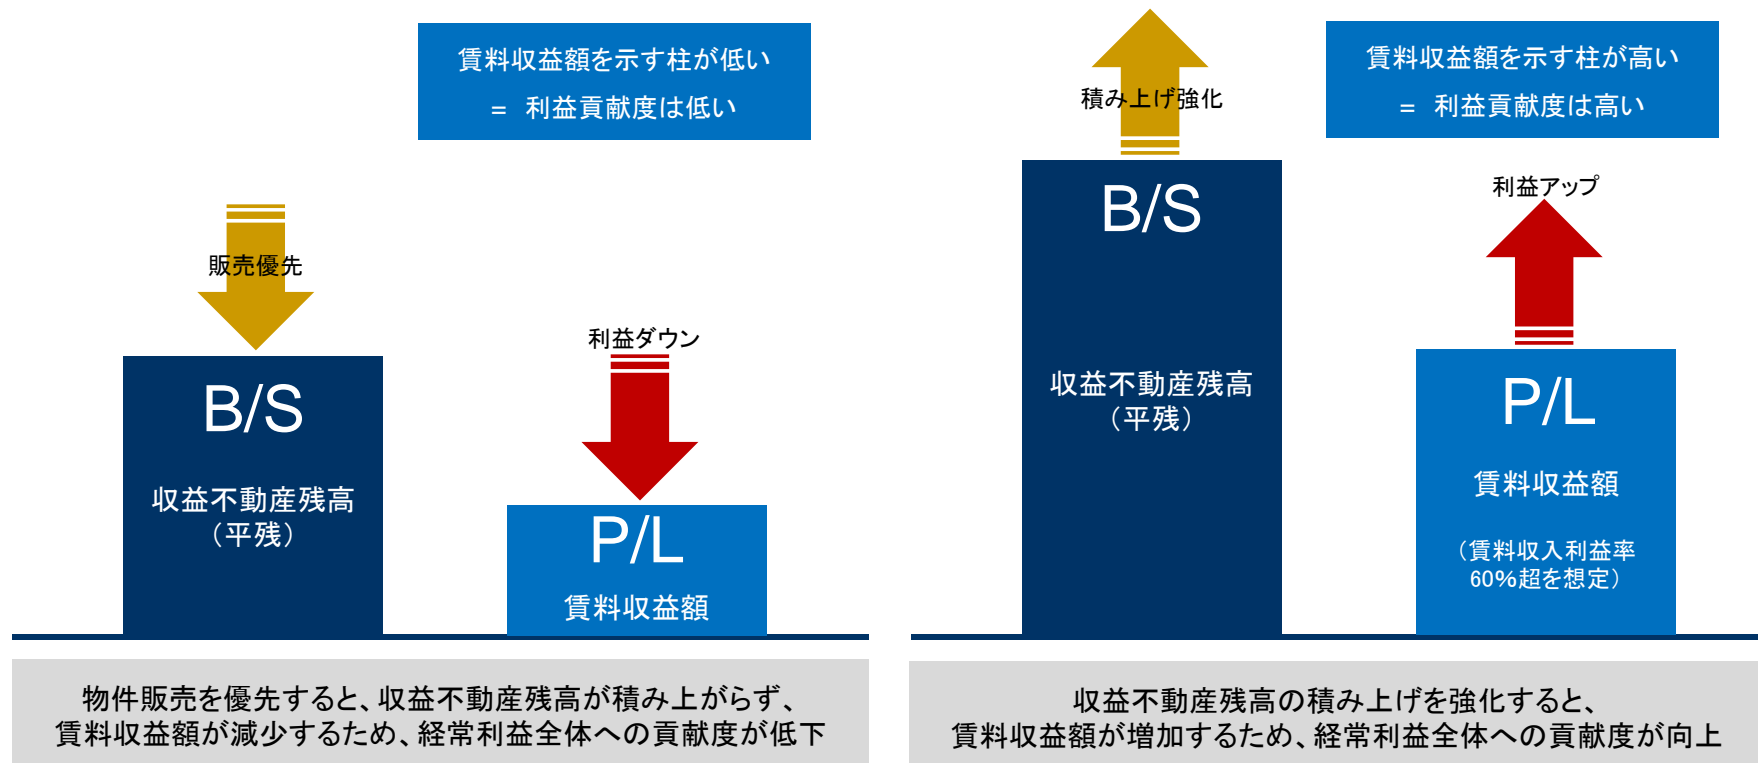 賃料収益額を示す柱が低い
= 利益貢献度は低い
販売優先
B/S
収益不動産残高
（平残）
利益ダウン
P/L
賃料収益額
物件販売を優先すると、収益不動産残高が積み上がらず、
賃料収益額が減少するため、経常利益全体への貢献度が低下
積み上げ強化
賃料収益額を示す柱が高い
= 利益貢献度は高い
B/S
収益不動産残高
（平残）
利益アップ
P/L
賃料収益額
（賃料収入利益率
60%超を想定）
収益不動産残高の積み上げを強化すると、
賃料収益額が増加するため、経常利益全体への貢献度が向上